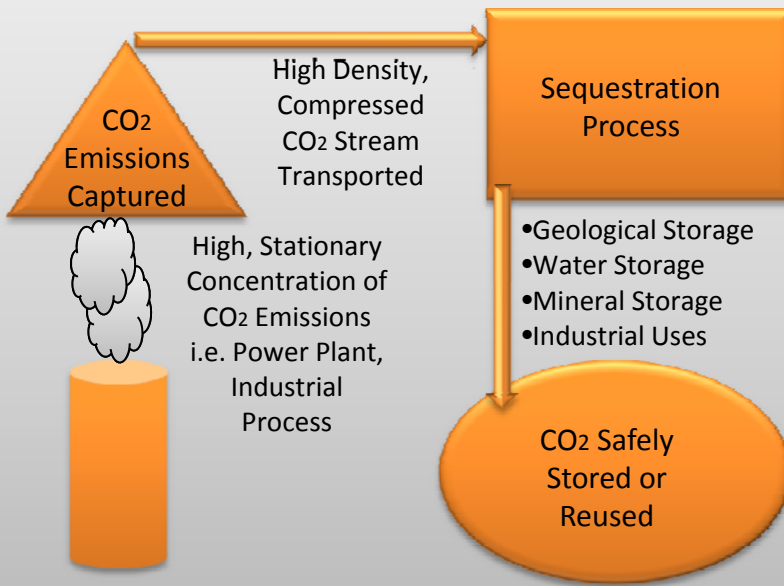 CO2
Emissions
Captured
High Density,
Compressed
CO2 Stream
Transported
Sequestration
Process
High, Stationary
Concentration of
CO2 Emissions
i.e. Power Plant,
Industrial
Process
•Geological Storage
•Water Storage
•Mineral Storage
•Industrial Uses
CO2 Safely
Stored or
Reused